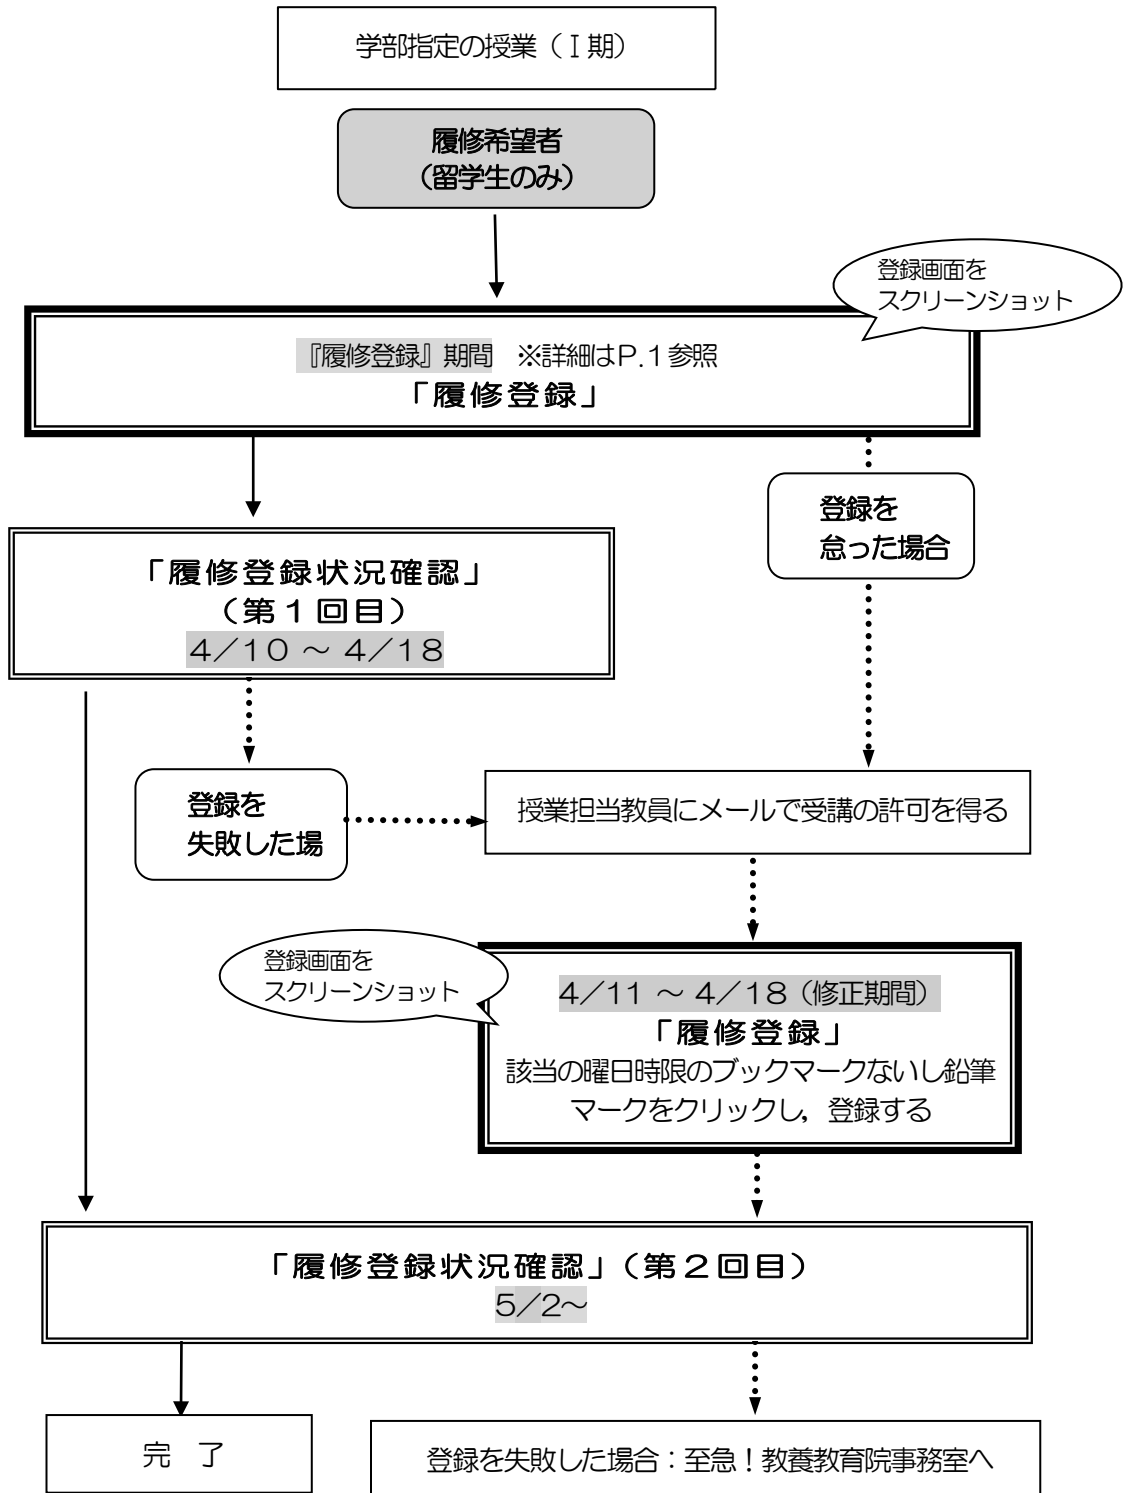 学部指定の授業（Ⅰ期）
履修希望者
（留学生のみ）
登録画面を
スクリーンショット
『履修登録』期間　※詳細はP.1参照
「履修登録」
登録を
怠った場合
「履修登録状況確認」
（第１回目）
４／１０ ～ ４／１８
登録を
失敗した場
授業担当教員にメールで受講の許可を得る
登録画面を
スクリーンショット
４／１１ ～ ４／１８（修正期間）
「履修登録」
該当の曜日時限のブックマークないし鉛筆
マークをクリックし，登録する
「履修登録状況確認」（第２回目）
５／２～
完　了
登録を失敗した場合：至急！教養教育院事務室へ